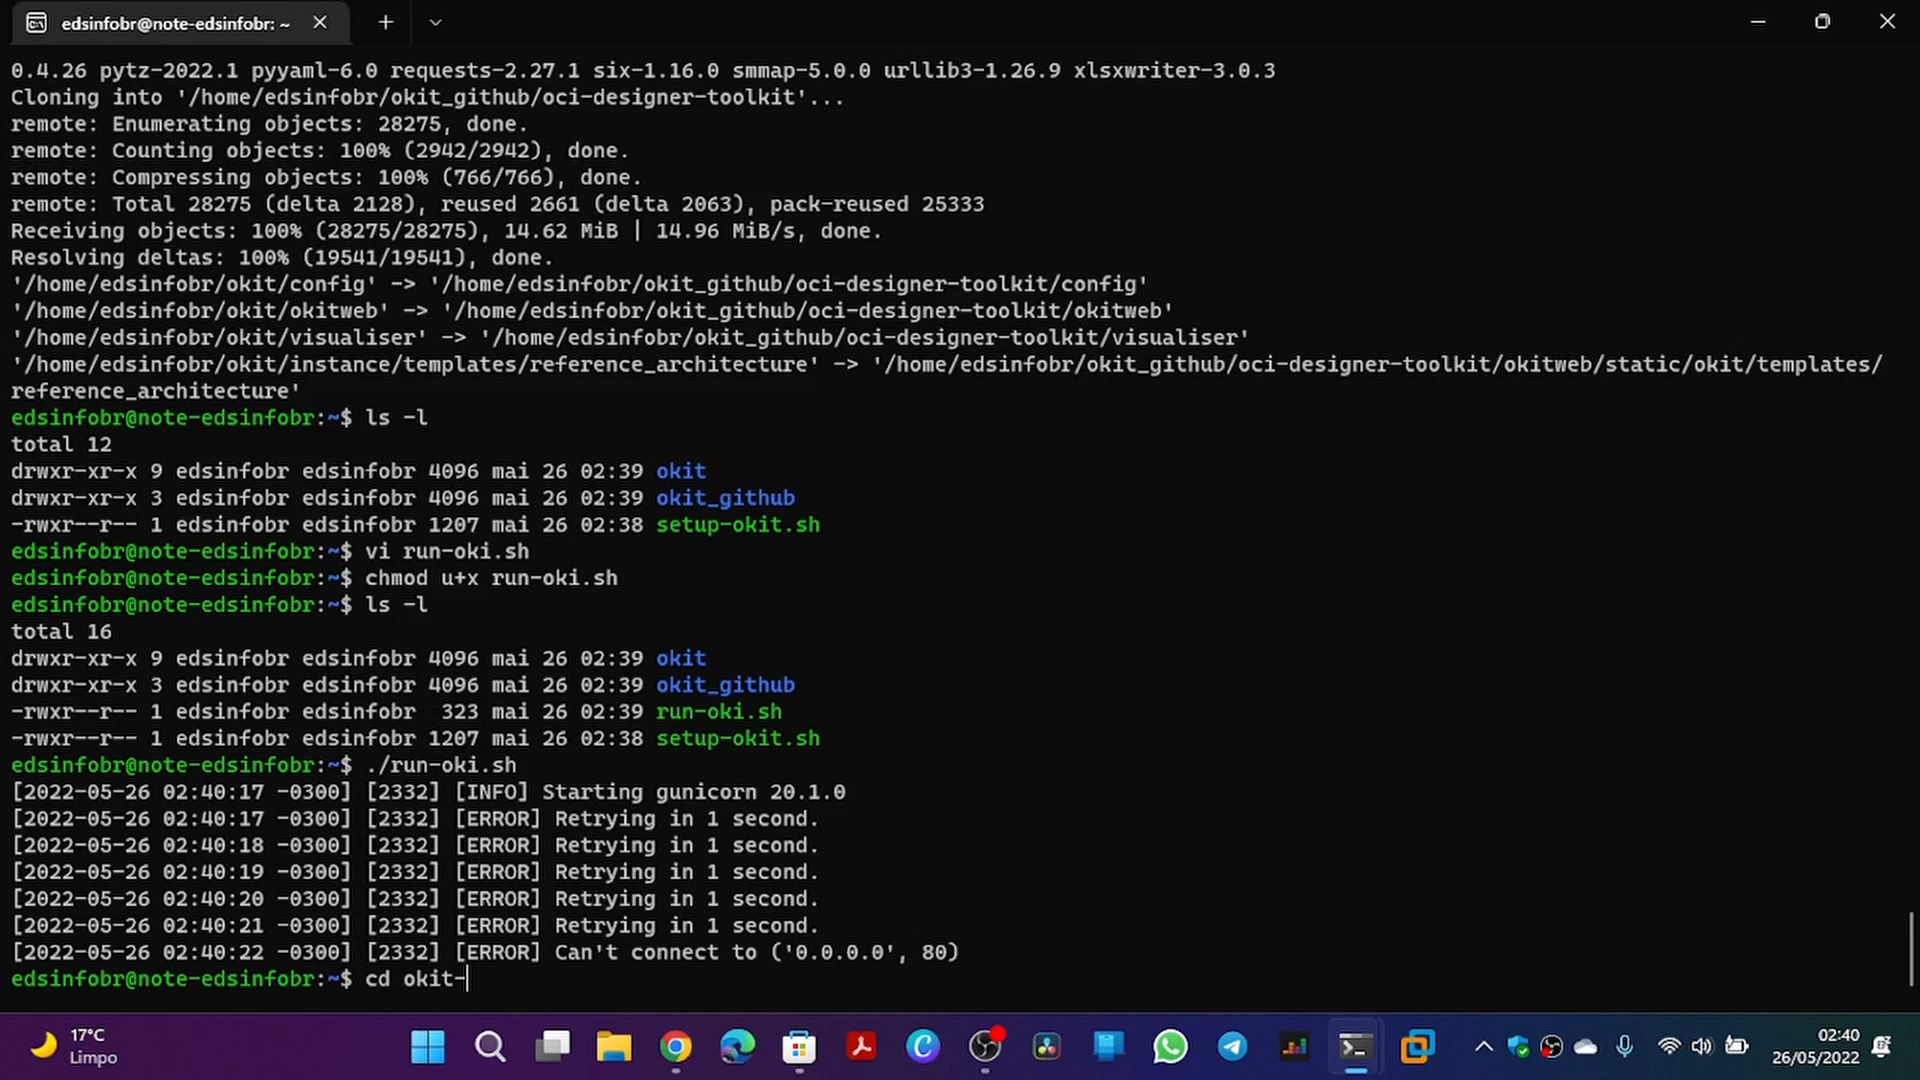 edsinfobr@note-edsinfobr: ~
0.4.26 pytz-2022.1 pyyaml-6.0 requests-2.27.1 six-1.16.0 smmap-5.0.0 urllib3-1.26.9 xlsxwriter-3.0.3
Cloning into '/home/edsinfobr/okit_github/oci-designer-toolkit'...
remote: Enumerating objects: 28275, done.
remote: Counting objects: 100% (2942/2942), done.
remote: Compressing objects: 100% (766/766), done.
remote: Total 28275 (delta 2128), reused 2661 (delta 2063), pack-reused 25333
Receiving objects: 100% (28275/28275), 14.62 MiB | 14.96 MiB/s, done.
Resolving deltas: 100% (19541/19541), done.
'/home/edsinfobr/okit/config' -> '/home/edsinfobr/okit_github/oci-designer-toolkit/config'
'/home/edsinfobr/okit/okitweb' -> '/home/edsinfobr/okit_github/oci-designer-toolkit/okitweb'
'/home/edsinfobr/okit/visualiser' -> '/home/edsinfobr/okit_github/oci-designer-toolkit/visualiser'
'/home/edsinfobr/okit/instance/templates/reference_architecture' -> '/home/edsinfobr/okit_github/oci-designer-toolkit/okitweb/static/okit/templates/
reference_architecture'
edsinfobr@note-edsinfobr:~$ ls -l
total 12
drwxr-xr-x 9 edsinfobr edsinfobr 4096 mai 26 02:39 okit
drwxr-xr-x 3 edsinfobr edsinfobr 4096 mai 26 02:39 okit_github
-rwxr--r-- 1 edsinfobr edsinfobr 1207 mai 26 02:38 setup-okit.sh
edsinfobr@note-edsinfobr:~$ vi run-oki.sh
edsinfobr@note-edsinfobr:~$ chmod u+x run-oki.sh
edsinfobr@note-edsinfobr:~$ ls -l
total 16
drwxr-xr-x 9 edsinfobr edsinfobr 4096 mai 26 02:39 okit
drwxr-xr-x 3 edsinfobr edsinfobr 4096 mai 26 02:39 okit_github
-rwxr--r-- 1 edsinfobr edsinfobr  323 mai 26 02:39 run-oki.sh
-rwxr--r-- 1 edsinfobr edsinfobr 1207 mai 26 02:38 setup-okit.sh
edsinfobr@note-edsinfobr:~$ ./run-oki.sh
[2022-05-26 02:40:17 -0300] [2332] [INFO] Starting gunicorn 20.1.0
[2022-05-26 02:40:17 -0300] [2332] [ERROR] Retrying in 1 second.
[2022-05-26 02:40:18 -0300] [2332] [ERROR] Retrying in 1 second.
[2022-05-26 02:40:19 -0300] [2332] [ERROR] Retrying in 1 second.
[2022-05-26 02:40:20 -0300] [2332] [ERROR] Retrying in 1 second.
[2022-05-26 02:40:21 -0300] [2332] [ERROR] Retrying in 1 second.
[2022-05-26 02:40:22 -0300] [2332] [ERROR] Can't connect to ('0.0.0.0', 80)
edsinfobr@note-edsinfobr:~$ cd okit-
17°C
Limpo
02:40
26/05/2022